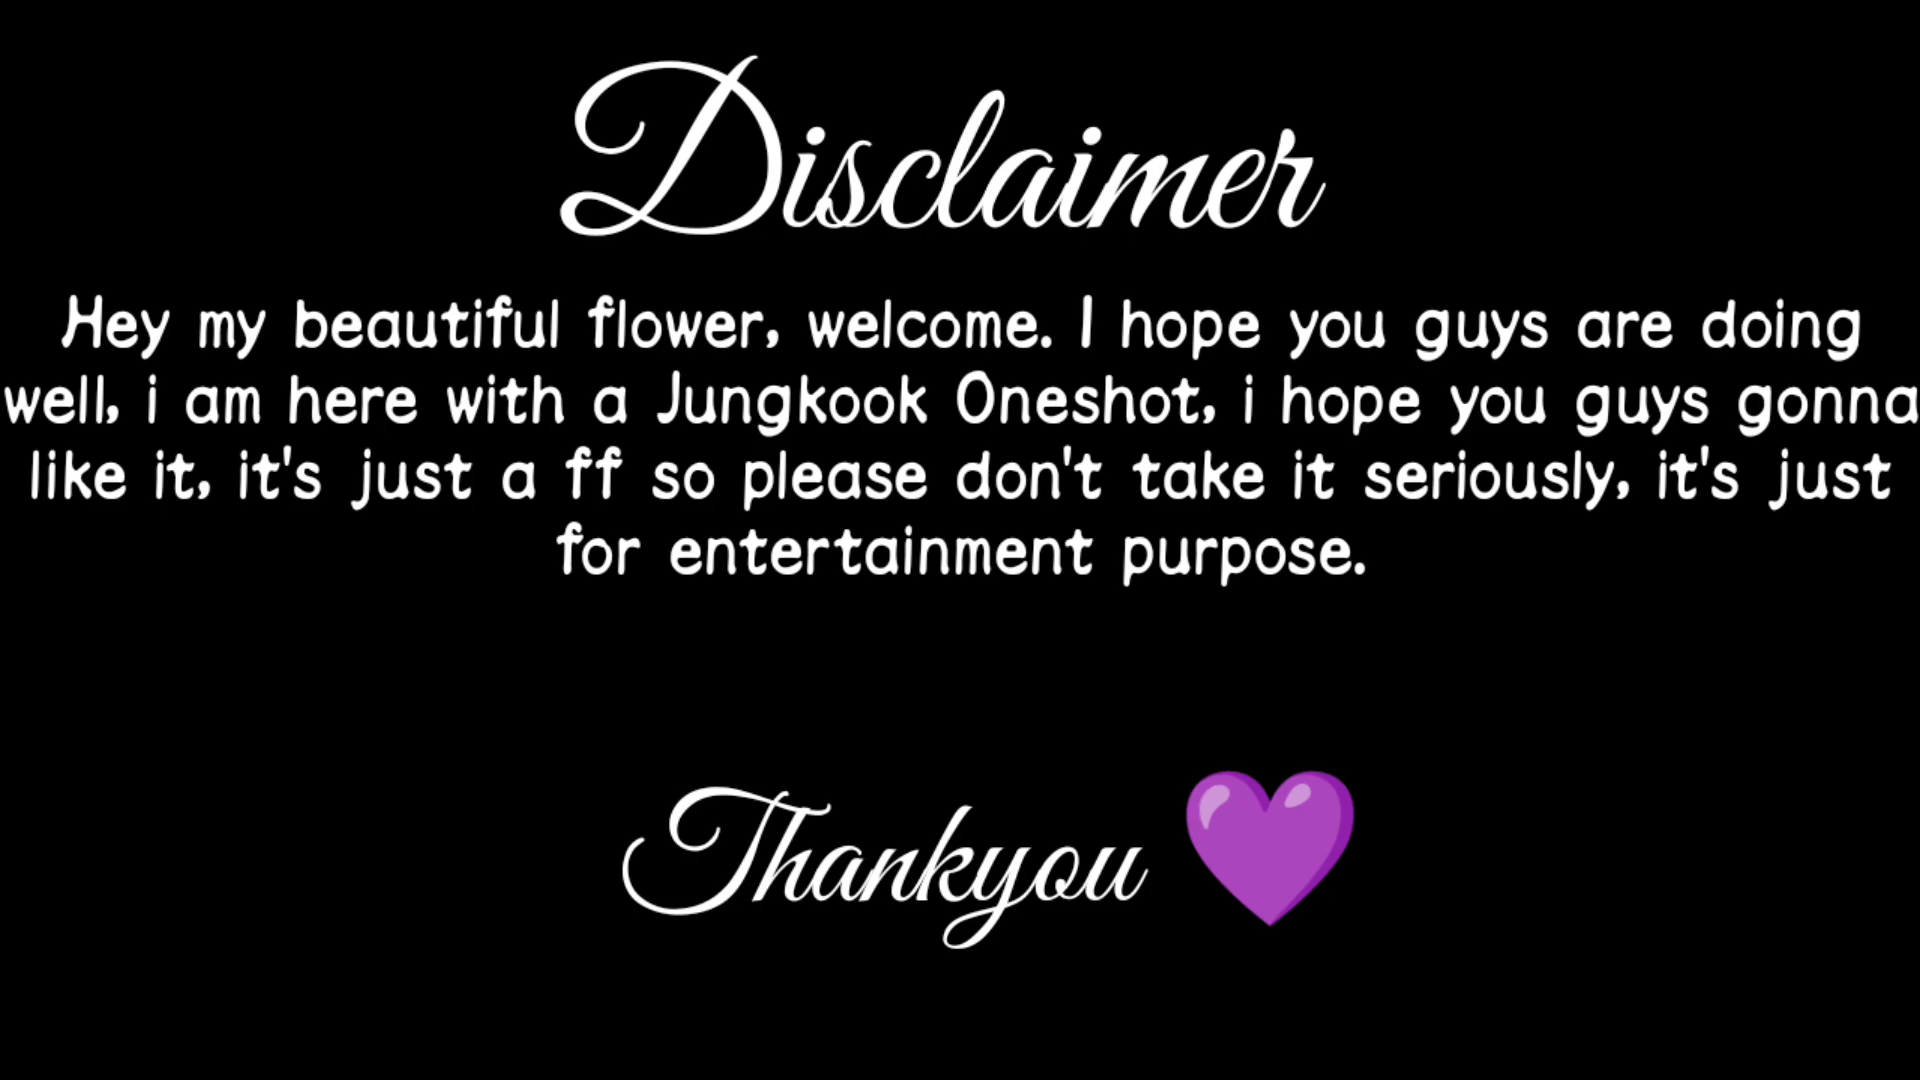 Disclaimer
Hey my beautiful flower, welcome. I hope you guys are doing
well, i am here with a Jungkook Oneshot, i hope you guys gonna
like it, it's just a ff so please don't take it seriously, it's just
for entertainment purpose.
Thankyou 💜